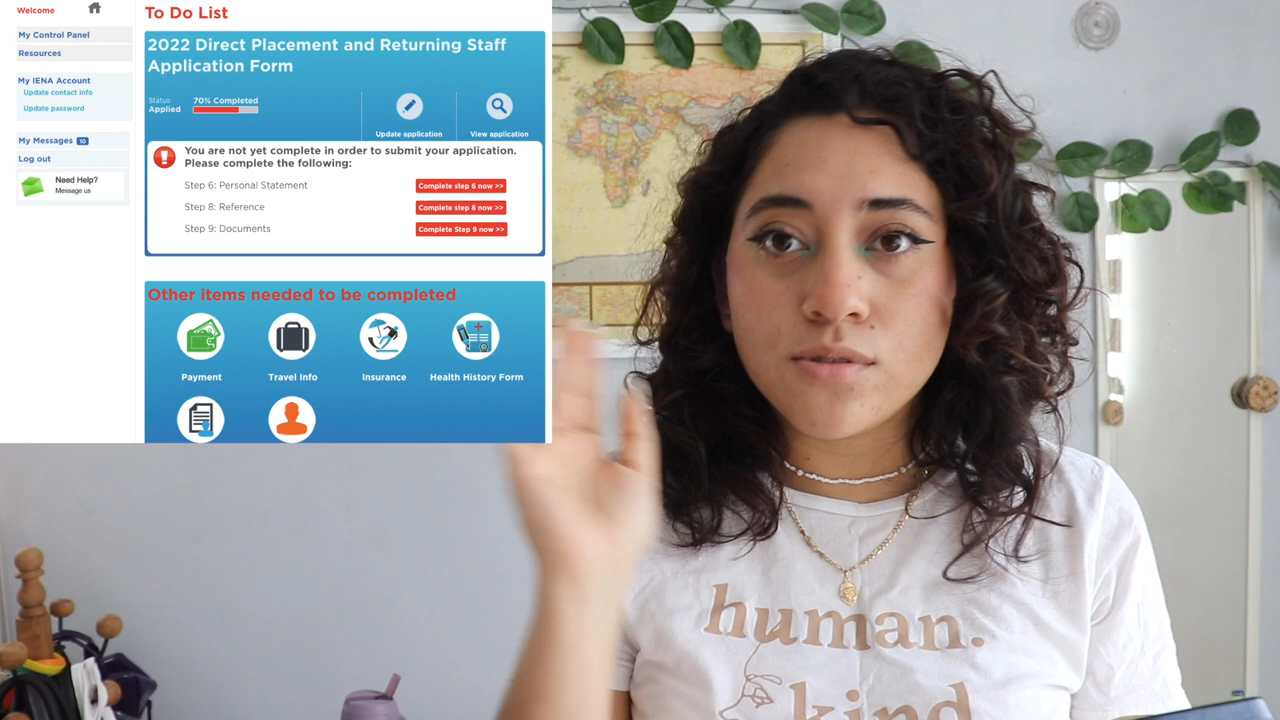 Welcome
My Control Panel
Resources
My IENA Account
Update contact info
Update password
My Messages 10
Log out
Need Help?
Message us
To Do List
2022 Direct Placement and Returning Staff
Application Form
Status:
Applied
70% Completed
Update application
View application
You are not yet complete in order to submit your application.
Please complete the following:
Step 6: Personal Statement
Complete step 6 now >>
Step 8: Reference
Complete step 8 now >>
Step 9: Documents
Complete Step 9 now >>
Other items needed to be completed
Payment
Travel Info
Insurance
Health History Form
human.
kind